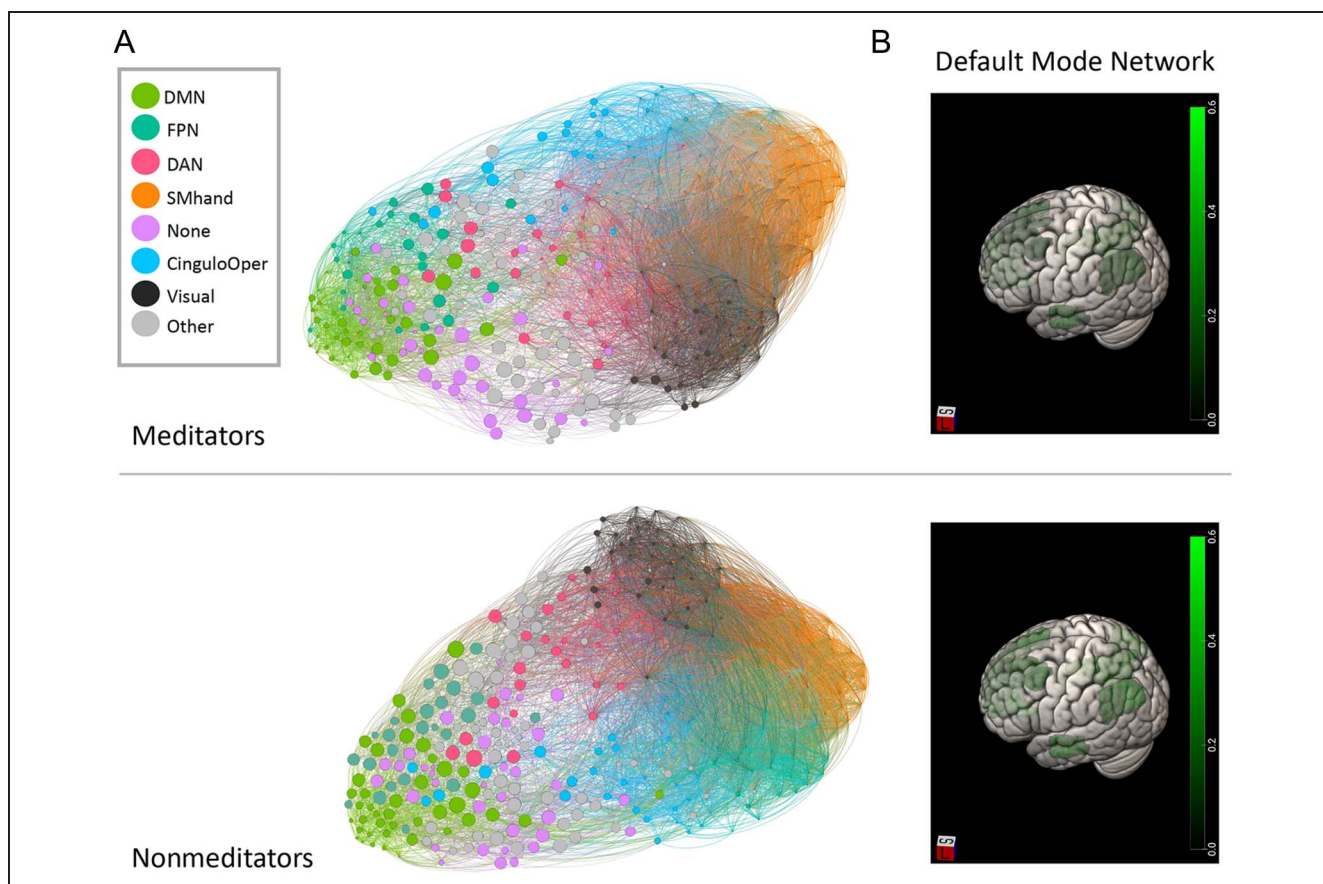 A
DMN
FPN
DAN
SMhand
None
CinguloOper
Visual
Other
Meditators
Nonmeditators
B
Default Mode Network
0.6
0.4
0.2
0.0
S
L
0.6
0.4
0.2
0.0
S
L